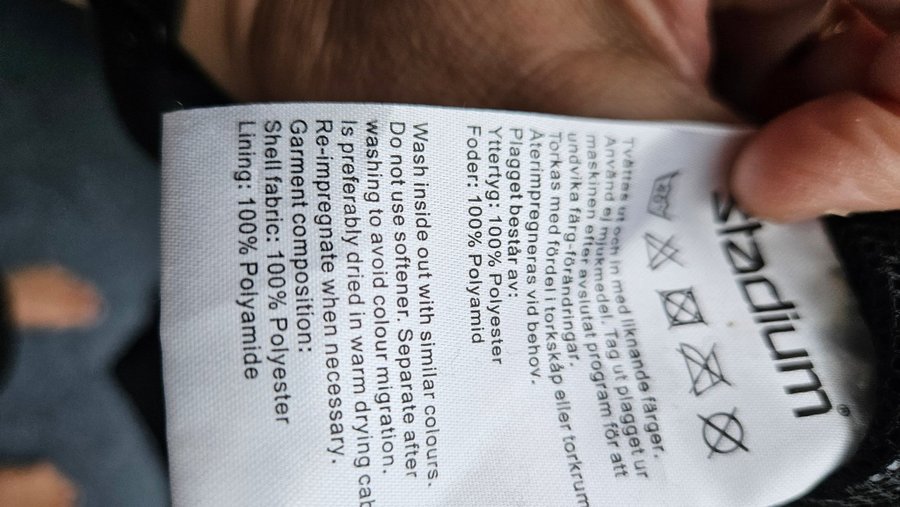 stadium®
Tvättas ut och in med liknande färger.
Använd ej mjukmedel. Tag ut plagget ur
maskinen efter avslutat program för att
undvika färg-förändringar.
Torkas med fördel i torkskåp eller torkrum
Återimpregneras vid behov.
Plagget består av:
Yttertyg: 100% Polyester
Foder: 100% Polyamid
Wash inside out with similar colours.
Do not use softener. Separate after
washing to avoid colour migration.
Is preferably dried in warm drying cab
Re-impregnate when necessary.
Garment composition:
Shell fabric: 100% Polyester
Lining: 100% Polyamide